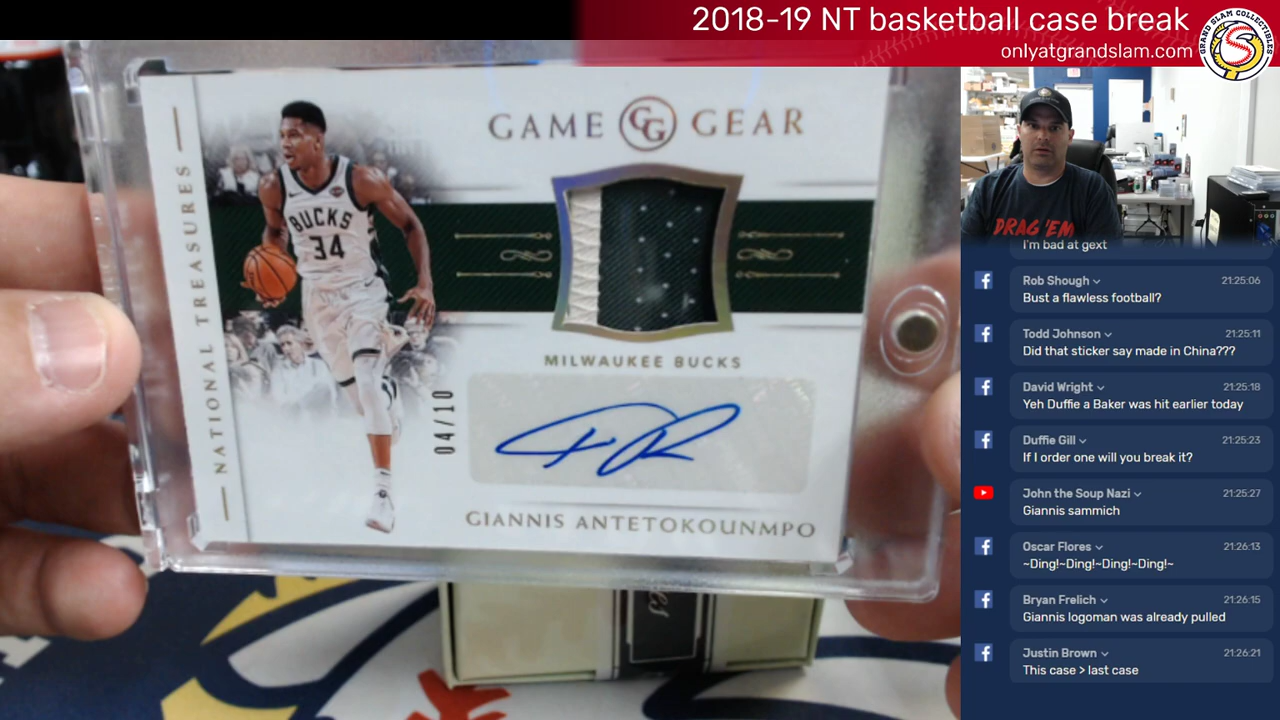 2018-19 NT basketball case break
onlyatgrandslam.com
GRAND SLAM COLLECTIBLES
S
NATIONAL TREASURES
GAME GG GEAR
BUCKS
34
MILWAUKEE BUCKS
04/10
GIANNIS ANTETOKOUNMPO
DRAG 'EM
I'm bad at gext
Rob Shough 21:25:06
Bust a flawless football?
Todd Johnson 21:25:11
Did that sticker say made in China???
David Wright 21:25:18
Yeh Duffie a Baker was hit earlier today
Duffie Gill 21:25:23
If I order one will you break it?
John the Soup Nazi 21:25:27
Giannis sammich
Oscar Flores 21:26:13
~Ding!~Ding!~Ding!~Ding!~
Bryan Frelich 21:26:15
Giannis logoman was already pulled
Justin Brown 21:26:21
This case > last case